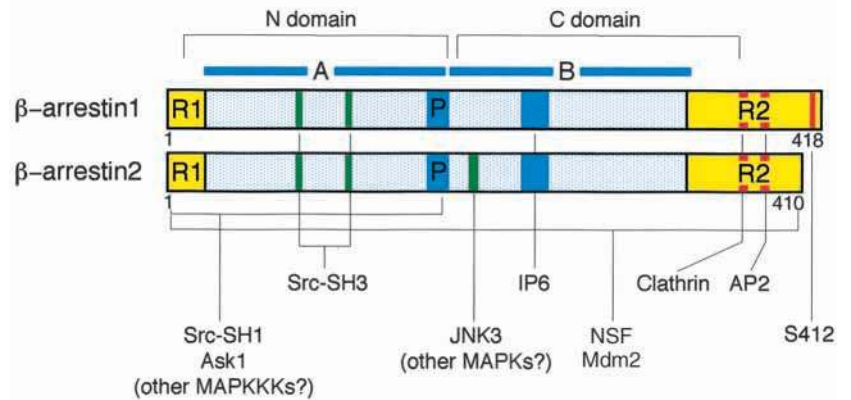 N domain
C domain
A
B
β–arrestin1
R1
P
R2
1
418
β–arrestin2
R1
P
R2
1
410
Src-SH3
IP6
Clathrin
AP2
Src-SH1
Ask1
(other MAPKKKs?)
JNK3
(other MAPKs?)
NSF
Mdm2
S412